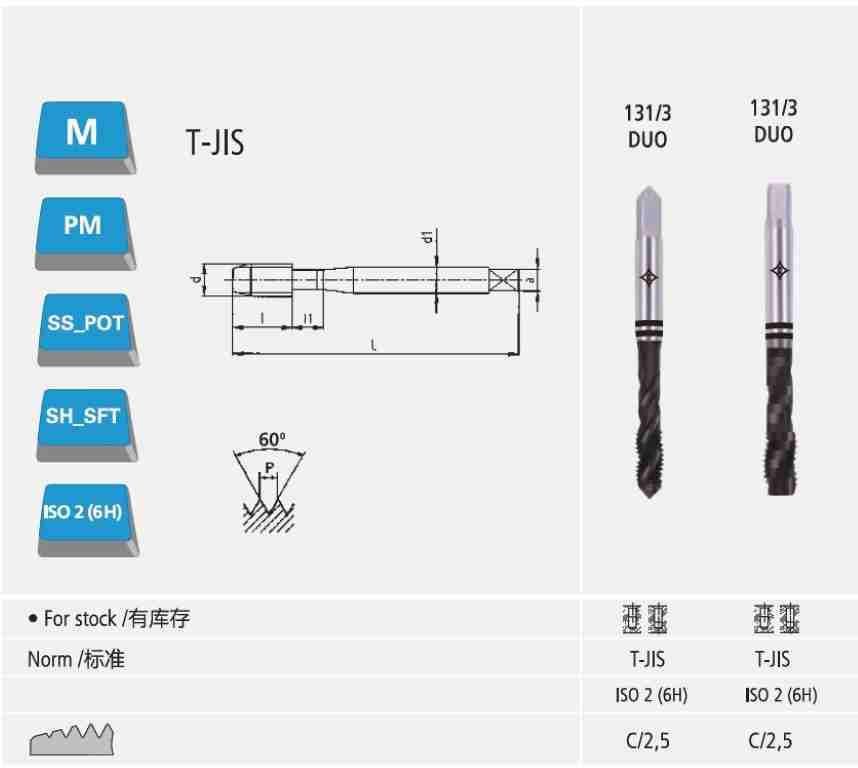 M
T-JIS
131/3
DUO
131/3
DUO
PM
d1
d
a
l
l1
L
SS_POT
SH_SFT
60°
P
ISO 2 (6H)
• For stock /有库存
Norm /标准
T-JIS
T-JIS
ISO 2 (6H)
ISO 2 (6H)
C/2,5
C/2,5